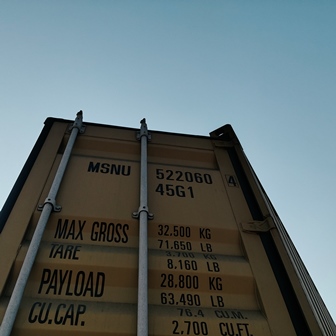 MSNU 522060 4
45G1
MAX GROSS 32.500 KG
71.650 LB
TARE 3.700 KG
8.160 LB
PAYLOAD 28.800 KG
63.490 LB
CU.CAP. 76.4 CU.M.
2,700 CU.FT.